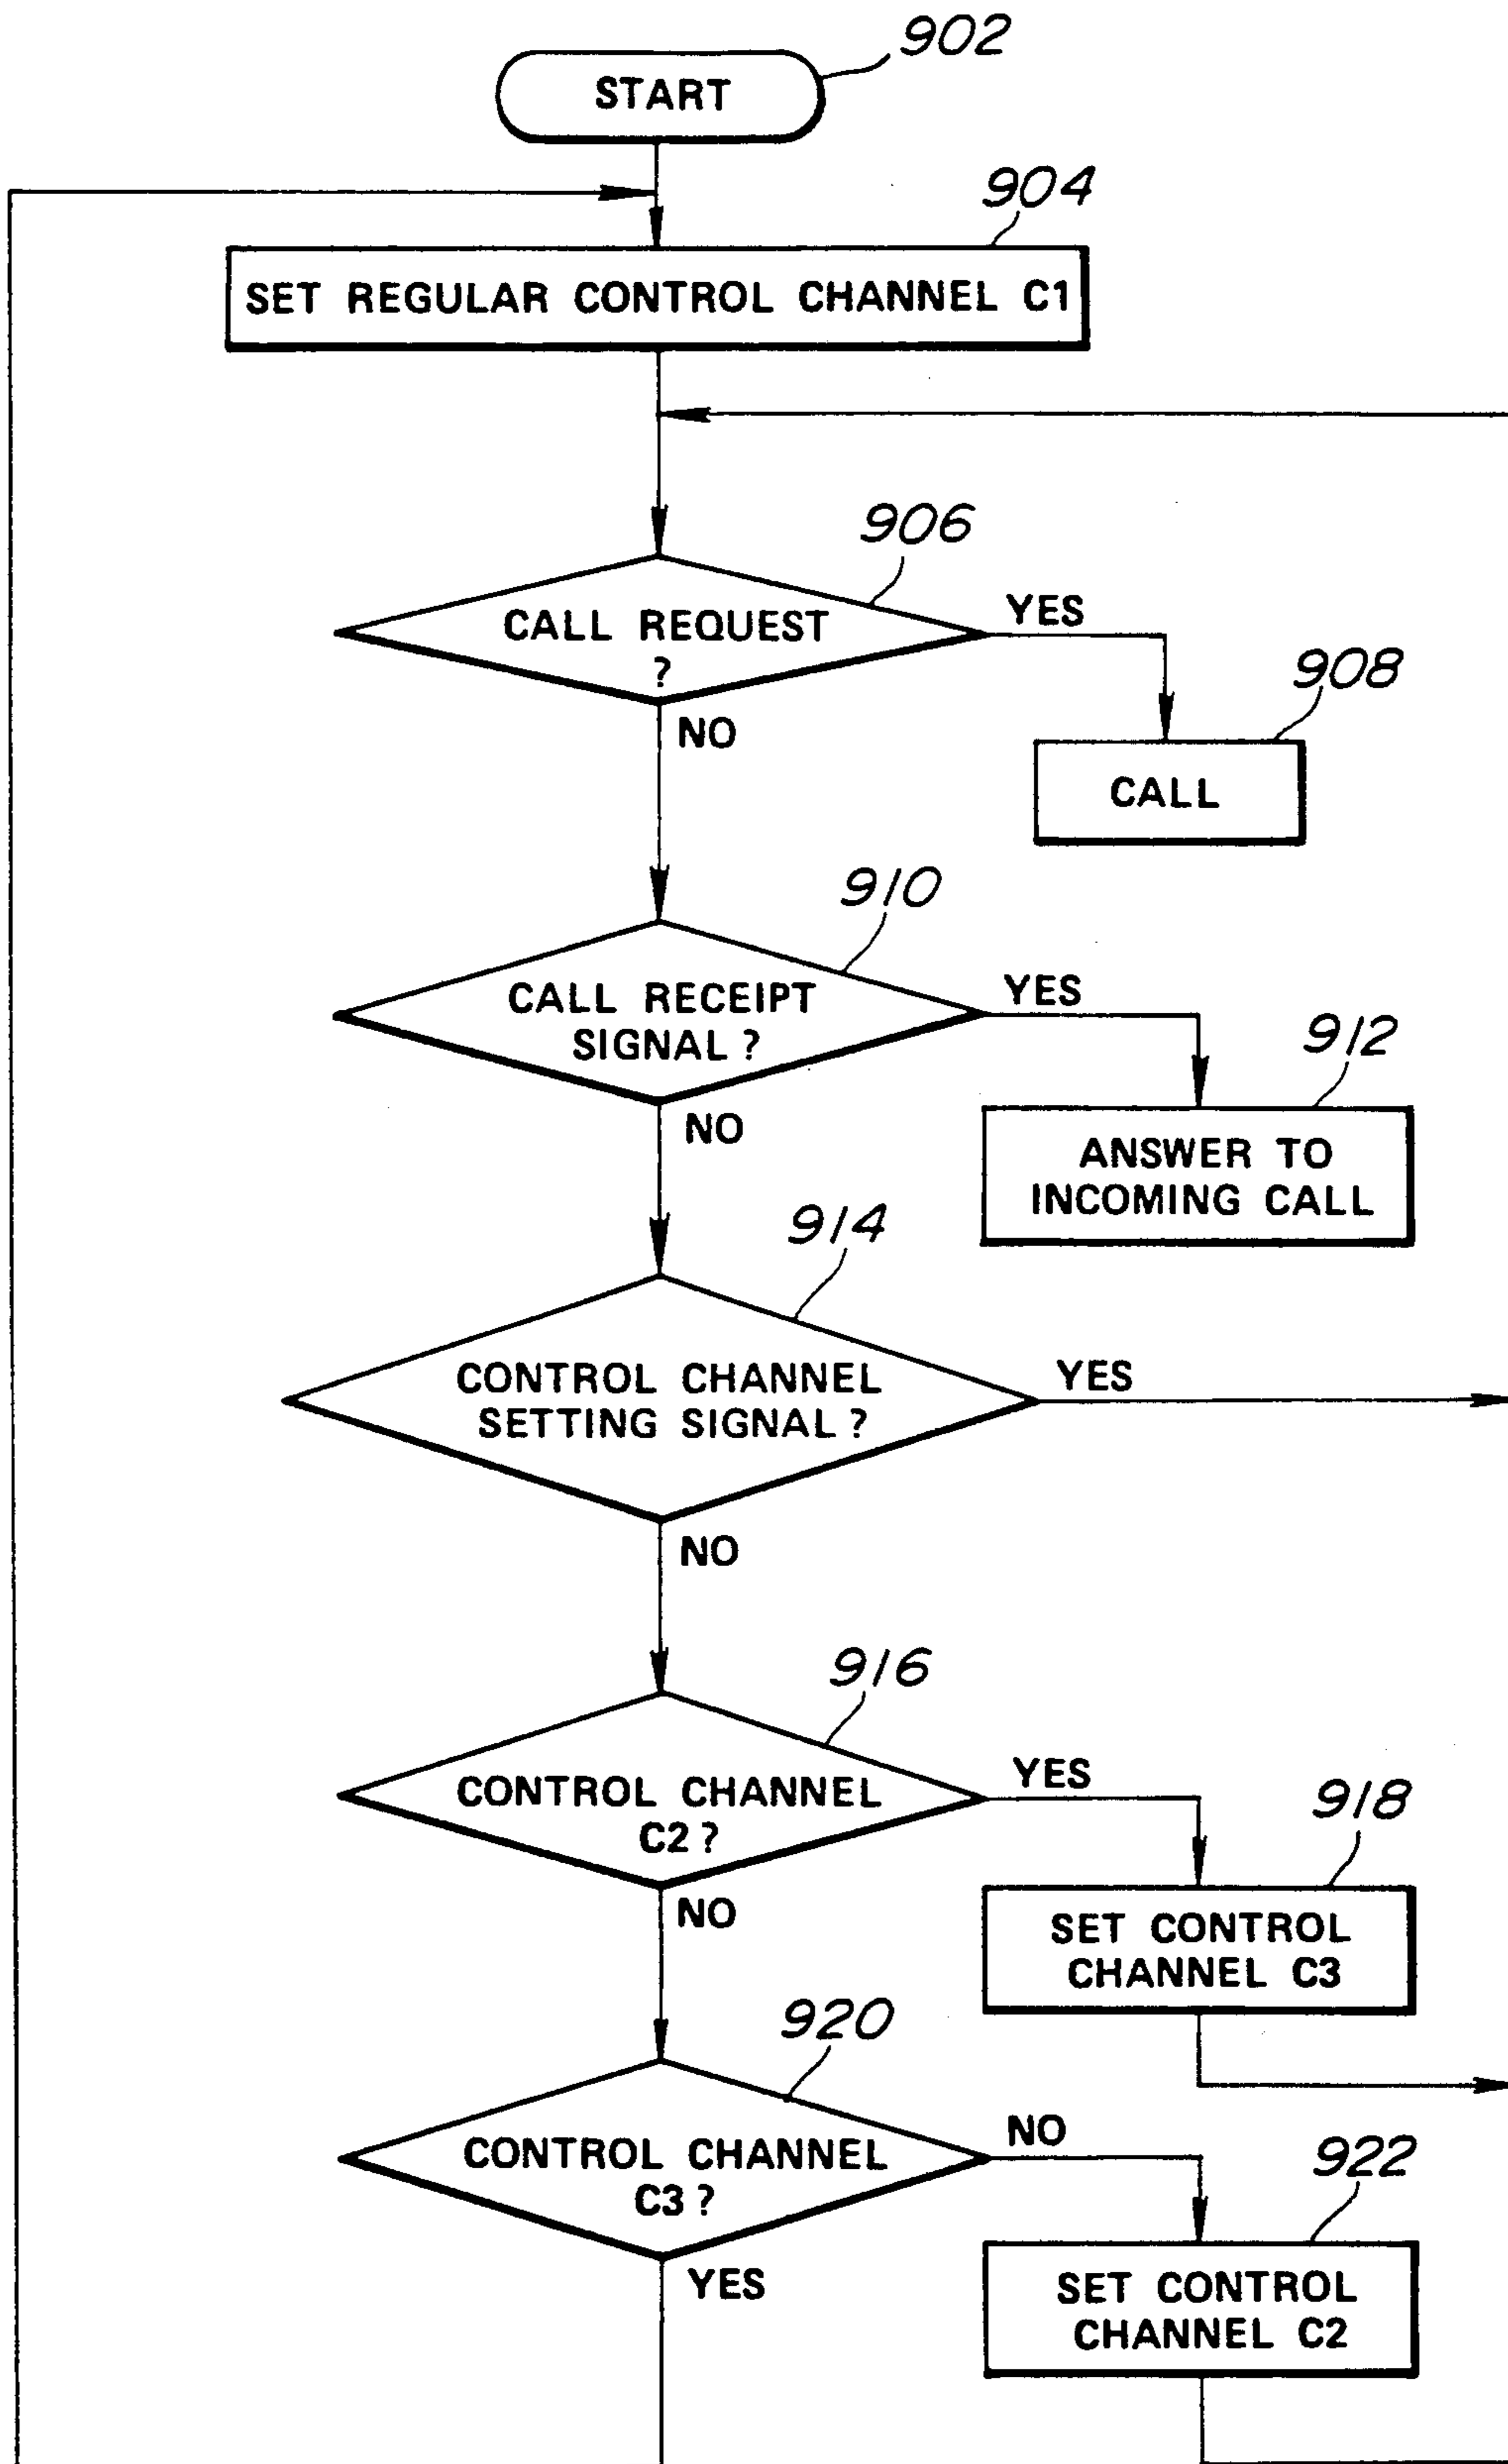 902
START
904
SET REGULAR CONTROL CHANNEL C1
906
CALL REQUEST
?
YES
NO
908
CALL
910
CALL RECEIPT
SIGNAL ?
YES
NO
912
ANSWER TO
INCOMING CALL
914
CONTROL CHANNEL
SETTING SIGNAL ?
YES
NO
916
CONTROL CHANNEL
C2 ?
YES
NO
918
SET CONTROL
CHANNEL C3
920
CONTROL CHANNEL
C3 ?
NO
YES
922
SET CONTROL
CHANNEL C2